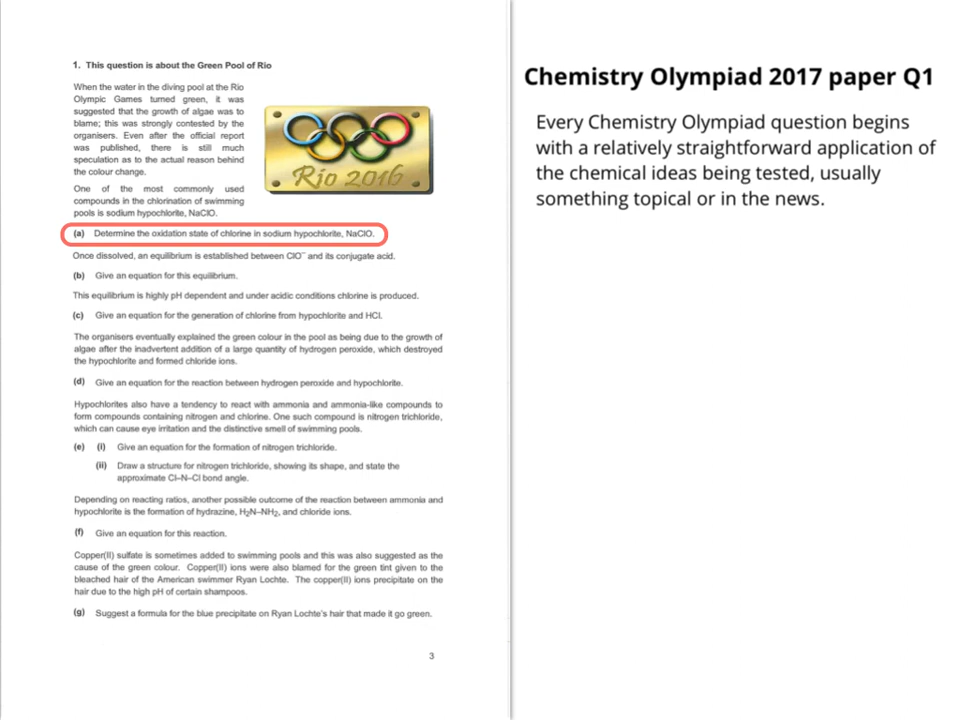 1. This question is about the Green Pool of Rio
When the water in the diving pool at the Rio
Olympic Games turned green, it was
suggested that the growth of algae was to
blame; this was strongly contested by the
organisers. Even after the official report
was published, there is still much
speculation as to the actual reason behind
the colour change.
Rio 2016
One of the most commonly used
compounds in the chlorination of swimming
pools is sodium hypochlorite, NaClO.
(a) Determine the oxidation state of chlorine in sodium hypochlorite, NaClO.
Once dissolved, an equilibrium is established between ClO⁻ and its conjugate acid.
(b) Give an equation for this equilibrium.
This equilibrium is highly pH dependent and under acidic conditions chlorine is produced.
(c) Give an equation for the generation of chlorine from hypochlorite and HCl.
The organisers eventually explained the green colour in the pool as being due to the growth of
algae after the inadvertent addition of a large quantity of hydrogen peroxide, which destroyed
the hypochlorite and formed chloride ions.
(d) Give an equation for the reaction between hydrogen peroxide and hypochlorite.
Hypochlorites also have a tendency to react with ammonia and ammonia-like compounds to
form compounds containing nitrogen and chlorine. One such compound is nitrogen trichloride,
which can cause eye irritation and the distinctive smell of swimming pools.
(e) (i) Give an equation for the formation of nitrogen trichloride.
(ii) Draw a structure for nitrogen trichloride, showing its shape, and state the
approximate Cl–N–Cl bond angle.
Depending on reacting ratios, another possible outcome of the reaction between ammonia and
hypochlorite is the formation of hydrazine, H₂N–NH₂, and chloride ions.
(f) Give an equation for this reaction.
Copper(II) sulfate is sometimes added to swimming pools and this was also suggested as the
cause of the green colour. Copper(II) ions were also blamed for the green tint given to the
bleached hair of the American swimmer Ryan Lochte. The copper(II) ions precipitate on the
hair due to the high pH of certain shampoos.
(g) Suggest a formula for the blue precipitate on Ryan Lochte's hair that made it go green.
3
Chemistry Olympiad 2017 paper Q1
Every Chemistry Olympiad question begins
with a relatively straightforward application of
the chemical ideas being tested, usually
something topical or in the news.